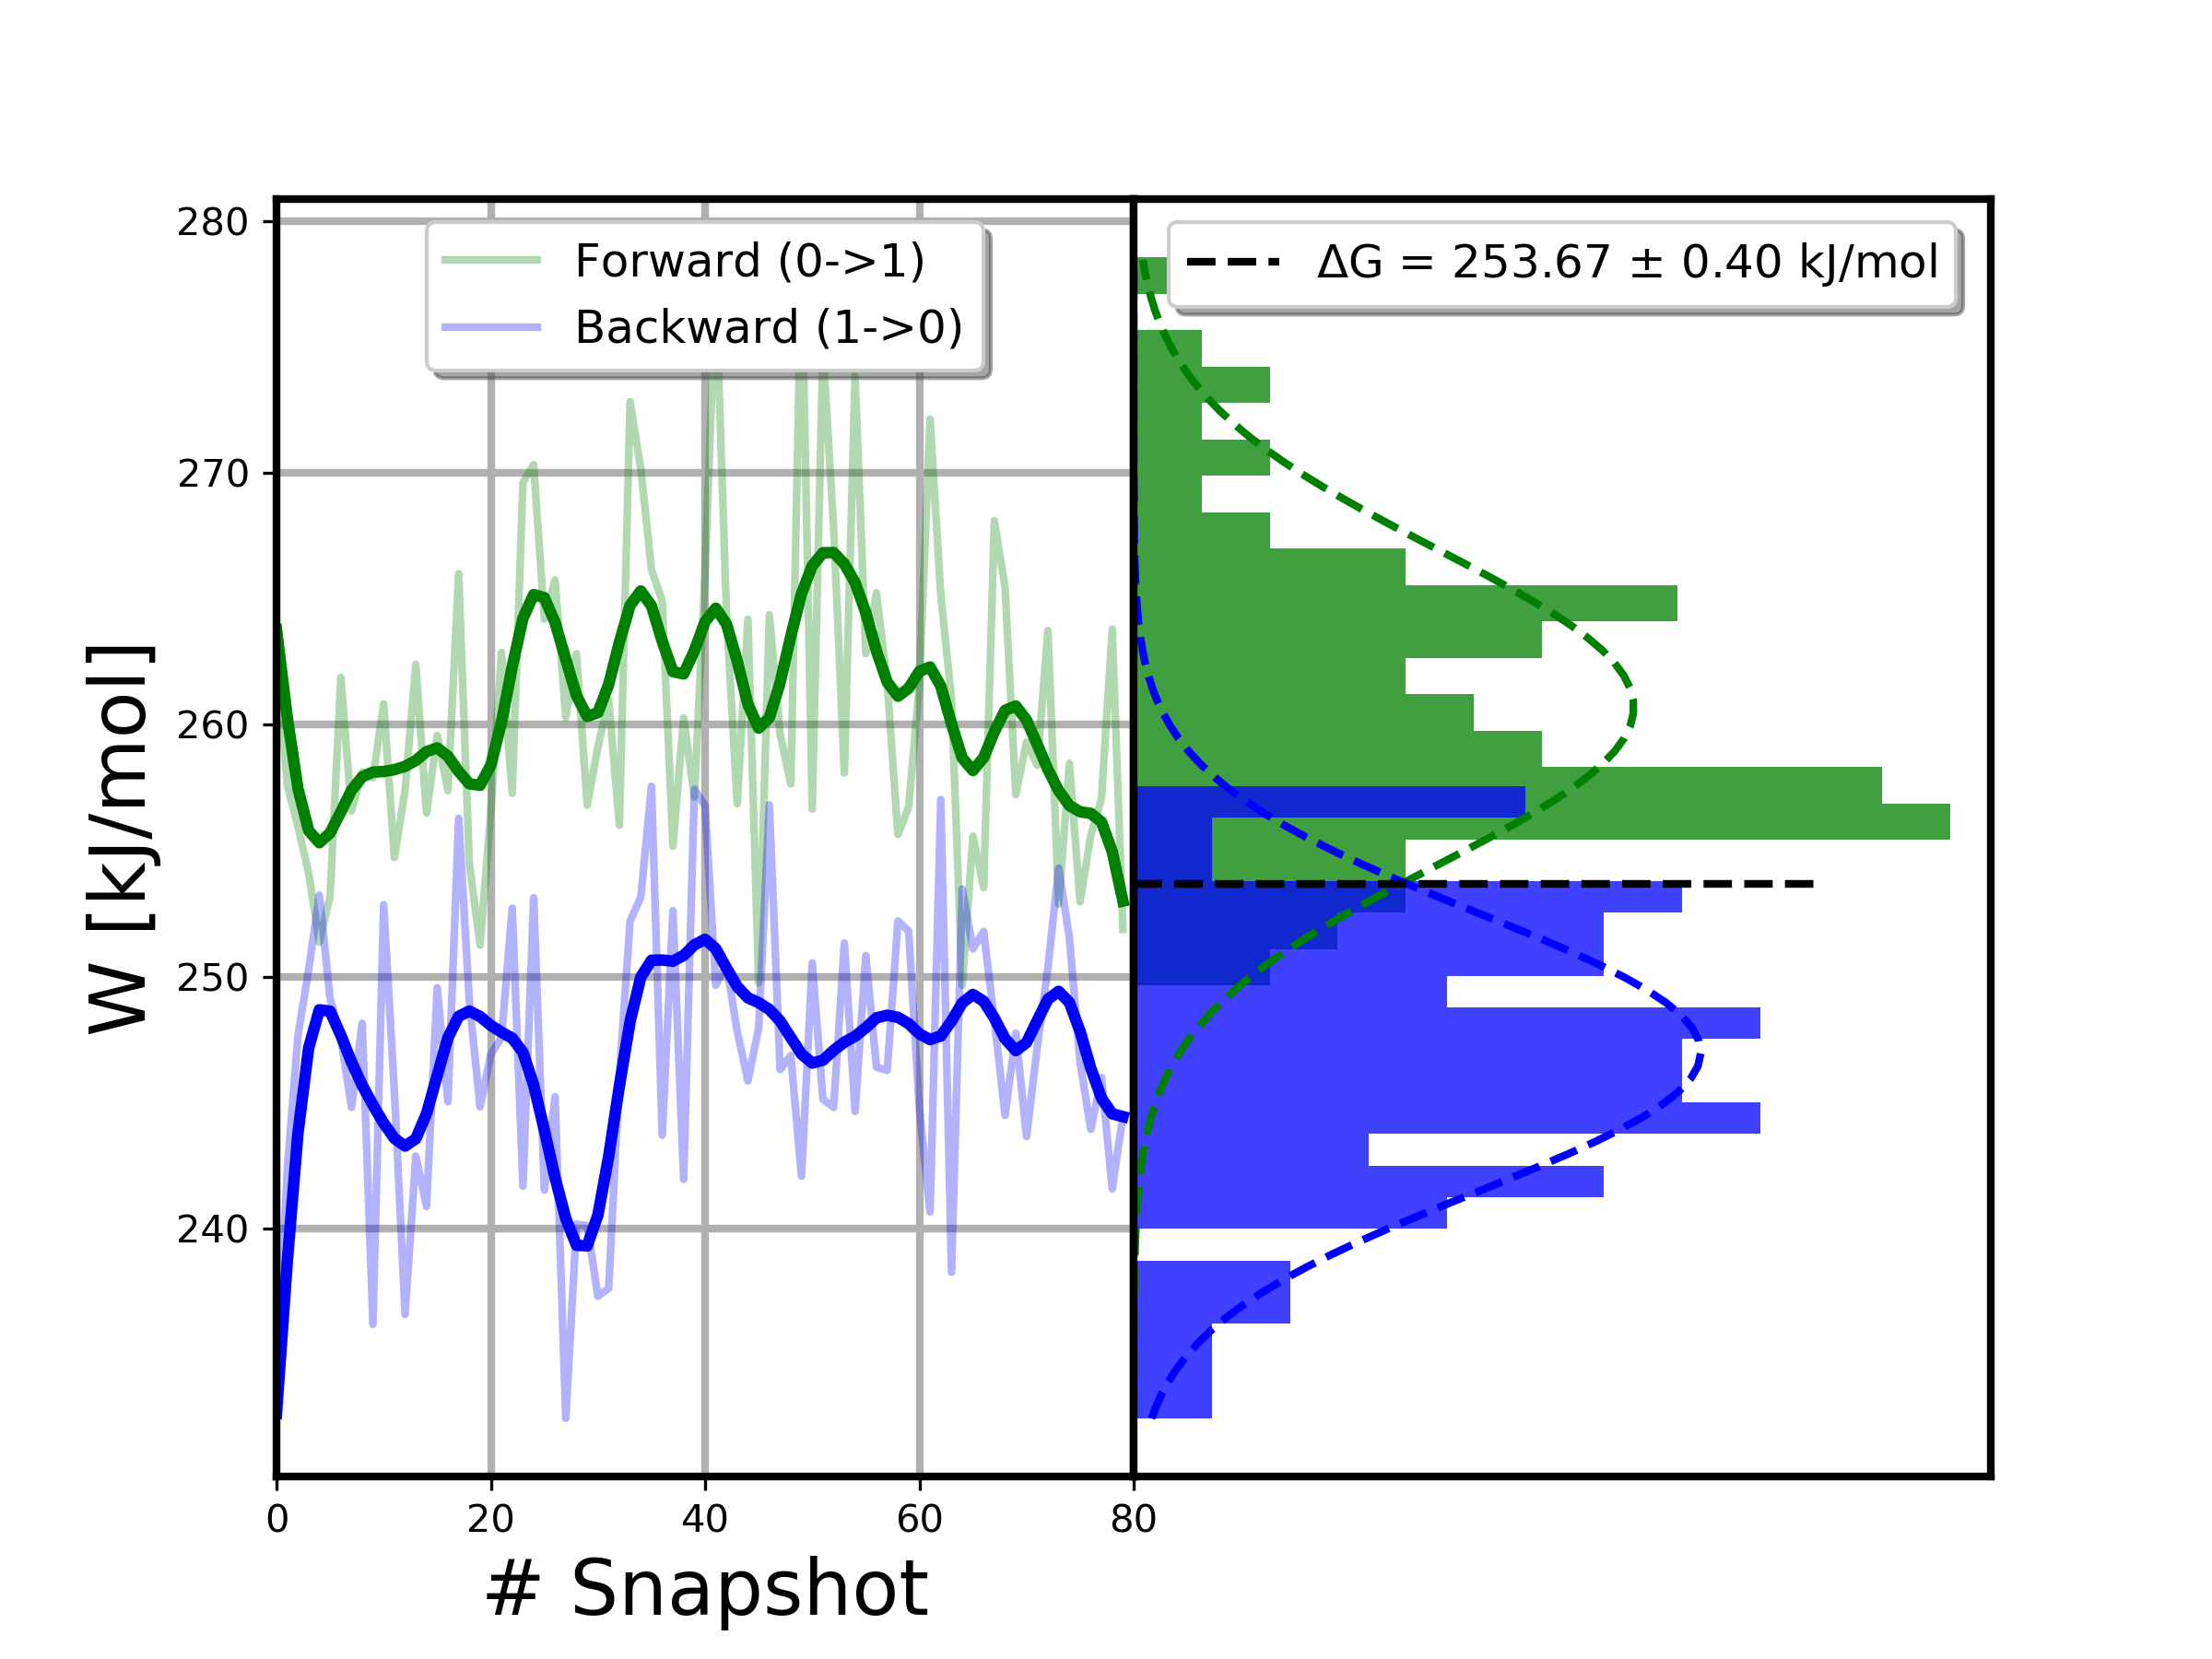 Forward (0->1)
Backward (1->0)
ΔG = 253.67 ± 0.40 kJ/mol
W [kJ/mol]
280
270
260
250
240
0 20 40 60 80
# Snapshot